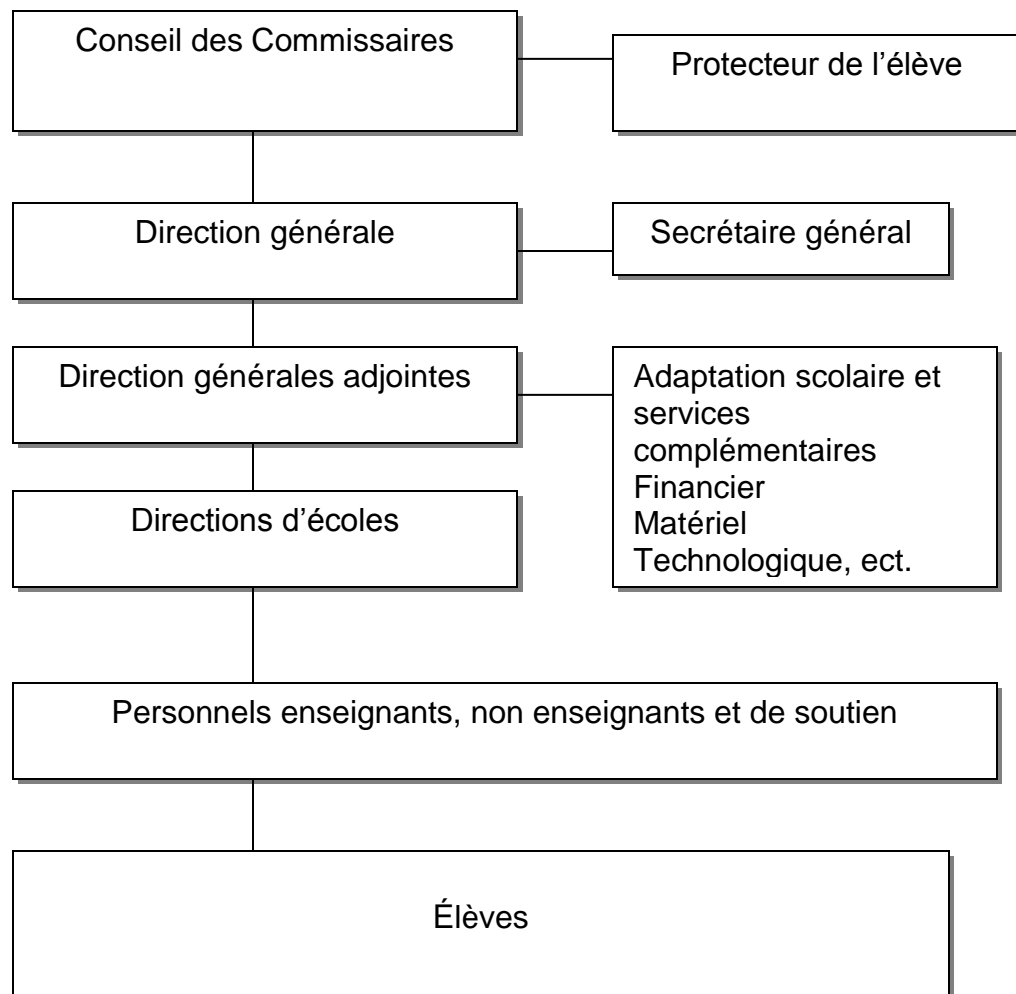 Conseil des Commissaires
Protecteur de l’élève
Direction générale
Secrétaire général
Direction générales adjointes
Adaptation scolaire et
services
complémentaires
Financier
Matériel
Technologique, ect.
Directions d’écoles
Personnels enseignants, non enseignants et de soutien
Élèves